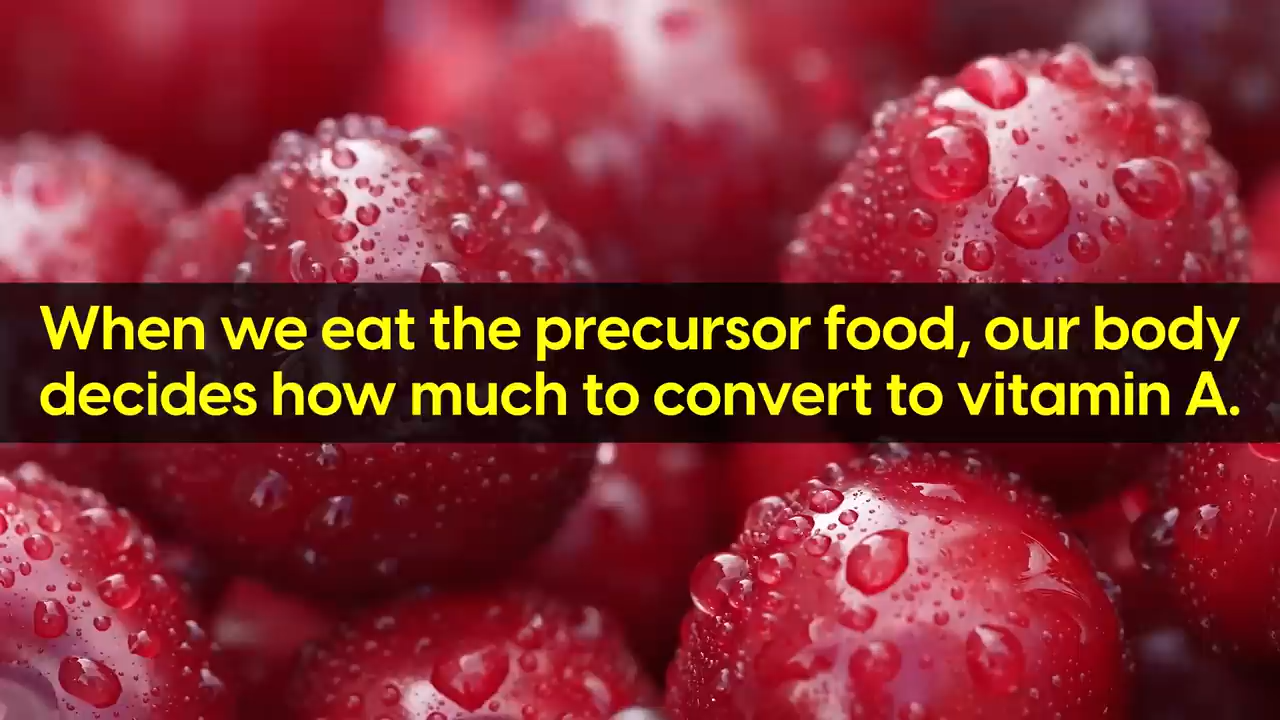 When we eat the precursor food, our body
decides how much to convert to vitamin A.